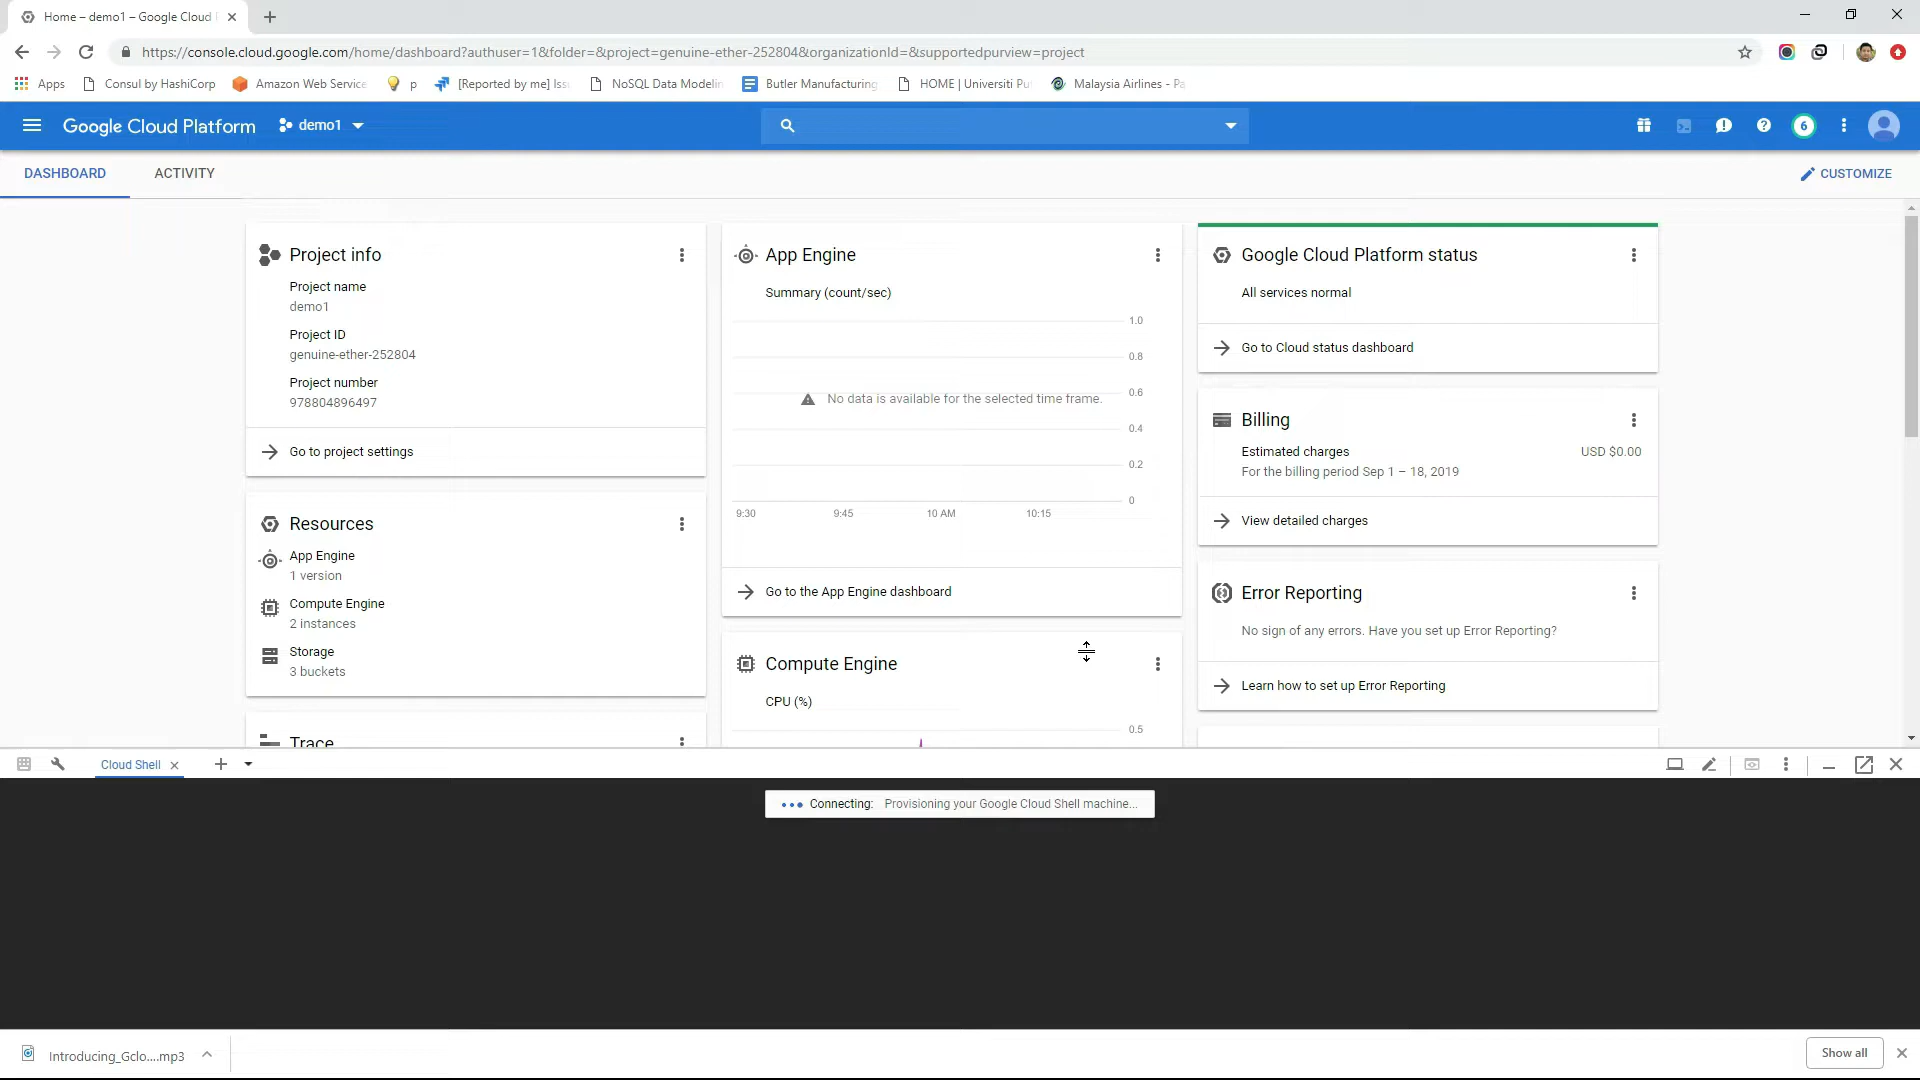 Home – demo1 – Google Cloud
https://console.cloud.google.com/home/dashboard?authuser=1&folder=&project=genuine-ether-252804&organizationId=&supportedpurview=project
Apps Consul by HashiCorp Amazon Web Service p [Reported by me] Iss NoSQL Data Modelin Butler Manufacturing HOME | Universiti Pu Malaysia Airlines - Pa
Google Cloud Platform demo1 6
DASHBOARD ACTIVITY CUSTOMIZE
Project info
Project name
demo1
Project ID
genuine-ether-252804
Project number
978804896497
Go to project settings
Resources
App Engine
1 version
Compute Engine
2 instances
Storage
3 buckets
Trace
App Engine
Summary (count/sec)
1.0
0.8
No data is available for the selected time frame. 0.6
0.4
0.2
0
9:30 9:45 10 AM 10:15
Go to the App Engine dashboard
Compute Engine
CPU (%)
0.5
Google Cloud Platform status
All services normal
Go to Cloud status dashboard
Billing
Estimated charges USD $0.00
For the billing period Sep 1 – 18, 2019
View detailed charges
Error Reporting
No sign of any errors. Have you set up Error Reporting?
Learn how to set up Error Reporting
Cloud Shell
Connecting: Provisioning your Google Cloud Shell machine...
Introducing_Gclo....mp3 Show all